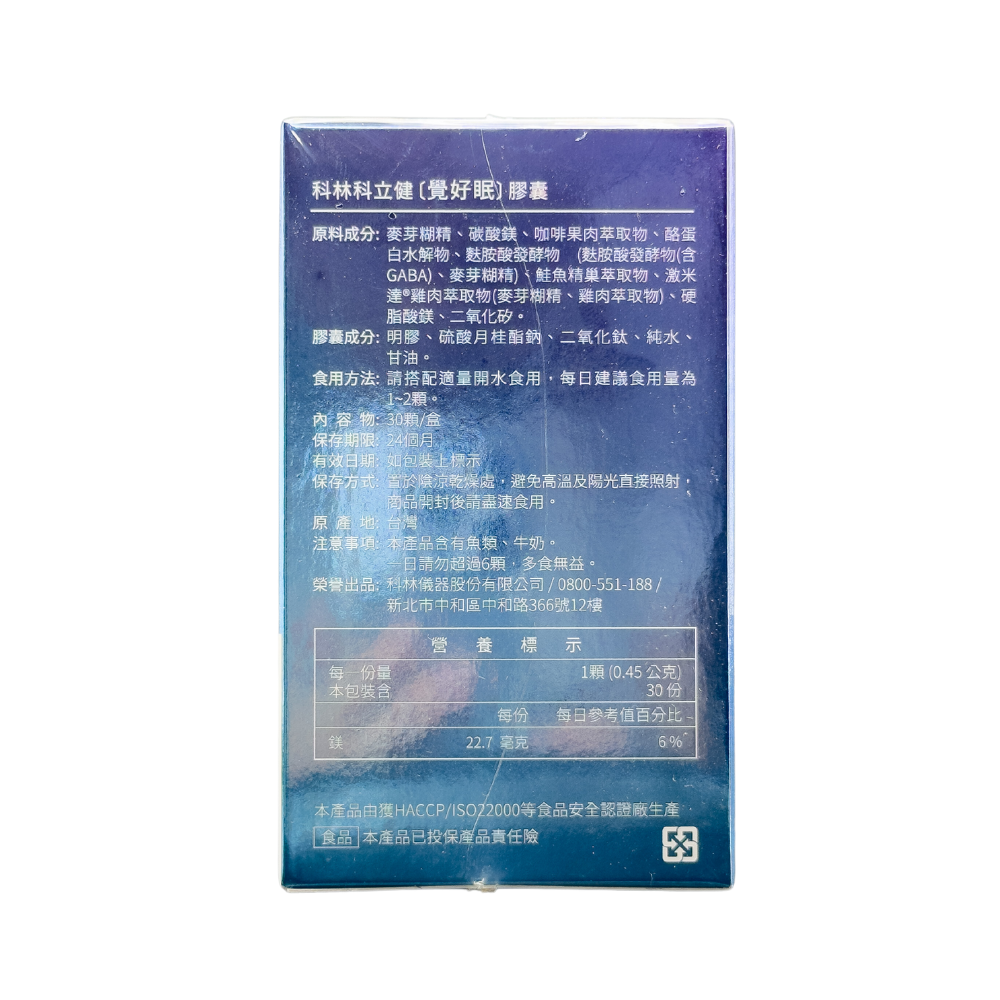 科林科立健〔覺好眠〕膠囊
原料成分: 麥芽糊精、碳酸鎂、咖啡果肉萃取物、酪蛋
白水解物、麩胺酸發酵物 (麩胺酸發酵物(含
GABA)、麥芽糊精)、鮭魚精巢萃取物、激米
達®雞肉萃取物(麥芽糊精、雞肉萃取物)、硬
脂酸鎂、二氧化矽。
膠囊成分: 明膠、硫酸月桂酯鈉、二氧化鈦、純水、
甘油。
食用方法: 請搭配適量開水食用，每日建議食用量為
1~2顆。
內容物: 30顆/盒
保存期限: 24個月
有效日期: 如包裝上標示
保存方式: 置於陰涼乾燥處，避免高溫及陽光直接照射，
商品開封後請盡速食用。
原產地: 台灣
注意事項: 本產品含有魚類、牛奶。
一日請勿超過6顆，多食無益。
榮譽出品: 科林儀器股份有限公司 / 0800-551-188 /
新北市中和區中和路366號12樓
營養標示
每一份量 1顆 (0.45 公克)
本包裝含 30 份
每份 每日參考值百分比
鎂 22.7 毫克 6%
本產品由獲HACCP/ISO22000等食品安全認證廠生產
食品 本產品已投保產品責任險